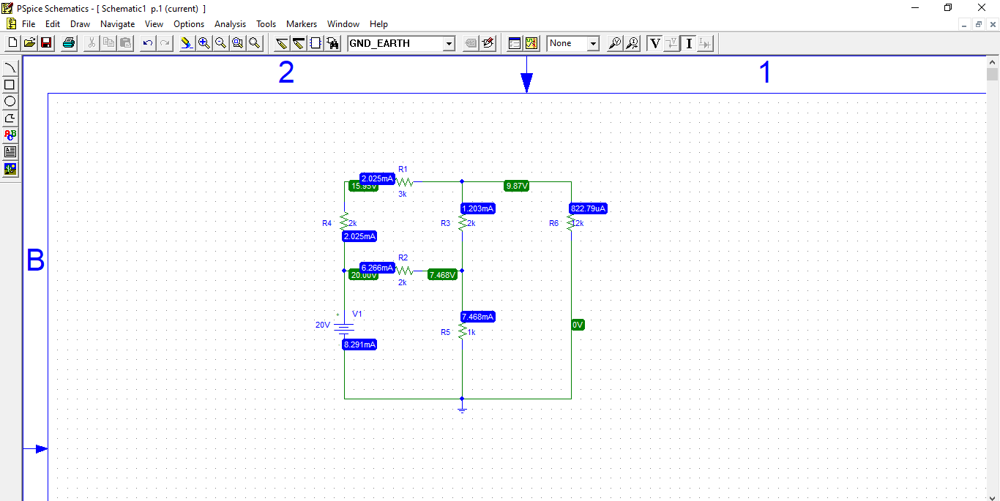 PSpice Schematics - [ Schematic1 p.1 (current) ]
File Edit Draw Navigate View Options Analysis Tools Markers Window Help
GND_EARTH None V V I I
ABC
2 1
B
R1
2.025mA
15.95V 9.87V
3k
1.203mA 822.79uA
R4 2k R3 2k R6 12k
2.025mA
R2
6.266mA
20.00V 7.468V
2k
V1 7.468mA
+
20V 0V
R5 1k
8.291mA